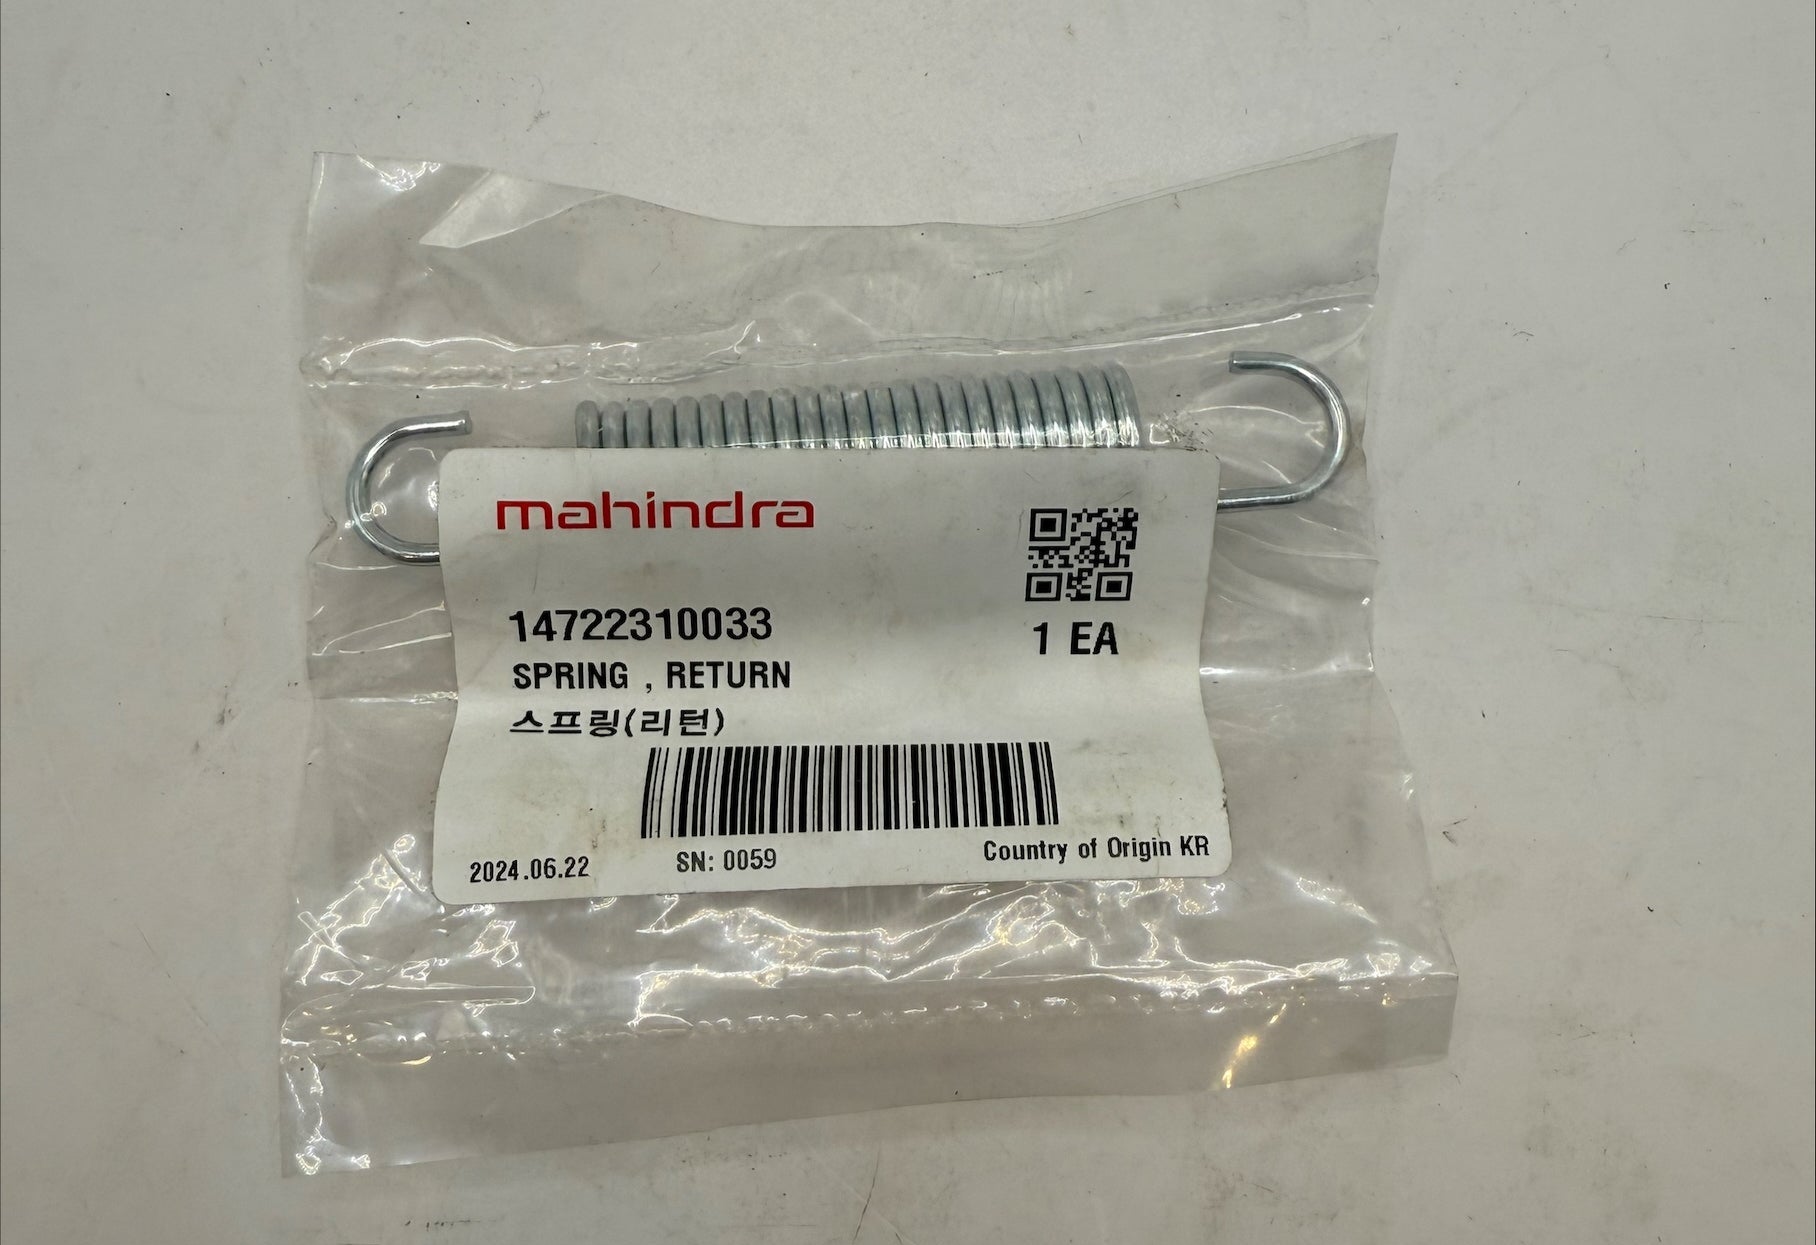 mahindra
14722310033
1 EA
SPRING , RETURN
스프링(리턴)
2024.06.22
SN: 0059
Country of Origin KR